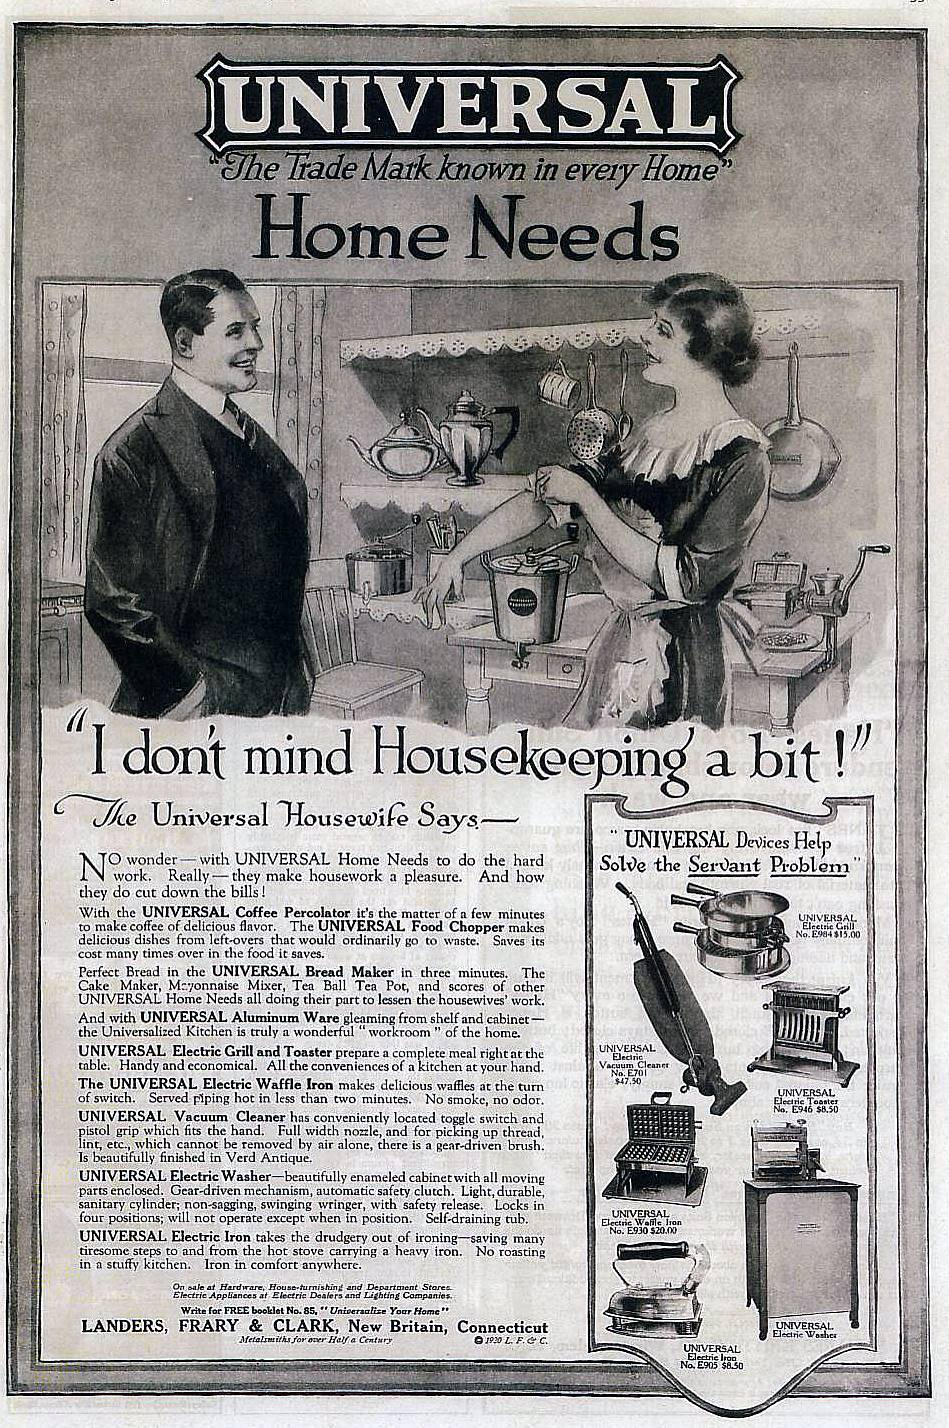 UNIVERSAL
"The Trade Mark known in every Home"
Home Needs
"I don't mind Housekeeping a bit!"
The Universal Housewife Says—
NO wonder—with UNIVERSAL Home Needs to do the hard
work. Really—they make housework a pleasure. And how
they do cut down the bills!
With the UNIVERSAL Coffee Percolator it's the matter of a few minutes
to make coffee of delicious flavor. The UNIVERSAL Food Chopper makes
delicious dishes from left-overs that would ordinarily go to waste. Saves its
cost many times over in the food it saves.
Perfect Bread in the UNIVERSAL Bread Maker in three minutes. The
Cake Maker, Mayonnaise Mixer, Tea Ball Tea Pot, and scores of other
UNIVERSAL Home Needs all doing their part to lessen the housewives' work.
And with UNIVERSAL Aluminum Ware gleaming from shelf and cabinet—
the Universalized Kitchen is truly a wonderful "workroom" of the home.
UNIVERSAL Electric Grill and Toaster prepare a complete meal right at the
table. Handy and economical. All the conveniences of a kitchen at your hand.
The UNIVERSAL Electric Waffle Iron makes delicious waffles at the turn
of switch. Served piping hot in less than two minutes. No smoke, no odor.
UNIVERSAL Vacuum Cleaner has conveniently located toggle switch and
pistol grip which fits the hand. Full width nozzle, and for picking up thread,
lint, etc., which cannot be removed by air alone, there is a gear-driven brush.
Is beautifully finished in Verd Antique.
UNIVERSAL Electric Washer—beautifully enameled cabinet with all moving
parts enclosed. Gear-driven mechanism, automatic safety clutch. Light, durable,
sanitary cylinder; non-sagging, swinging wringer, with safety release. Locks in
four positions; will not operate except when in position. Self-draining tub.
UNIVERSAL Electric Iron takes the drudgery out of ironing—saving many
tiresome steps to and from the hot stove carrying a heavy iron. No roasting
in a stuffy kitchen. Iron in comfort anywhere.
On sale at Hardware, House-furnishing and Department Stores.
Electric Appliances at Electric Dealers and Lighting Companies.
Write for FREE booklet No. 85, "Universalize Your Home"
LANDERS, FRARY & CLARK, New Britain, Connecticut
Metalsmiths for over Half a Century
© 1920 L. F. & C.
"UNIVERSAL Devices Help
Solve the Servant Problem"
UNIVERSAL
Electric Grill
No. E984 $15.00
UNIVERSAL
Electric
Vacuum Cleaner
No. E701
$47.50
UNIVERSAL
Electric Toaster
No. E946 $8.50
UNIVERSAL
Electric Waffle Iron
No. E930 $20.00
UNIVERSAL
Electric Washer
UNIVERSAL
Electric Iron
No. E905 $8.50